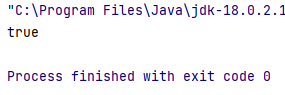 "C:\Program Files\Java\jdk-18.0.2.1
true
Process finished with exit code 0